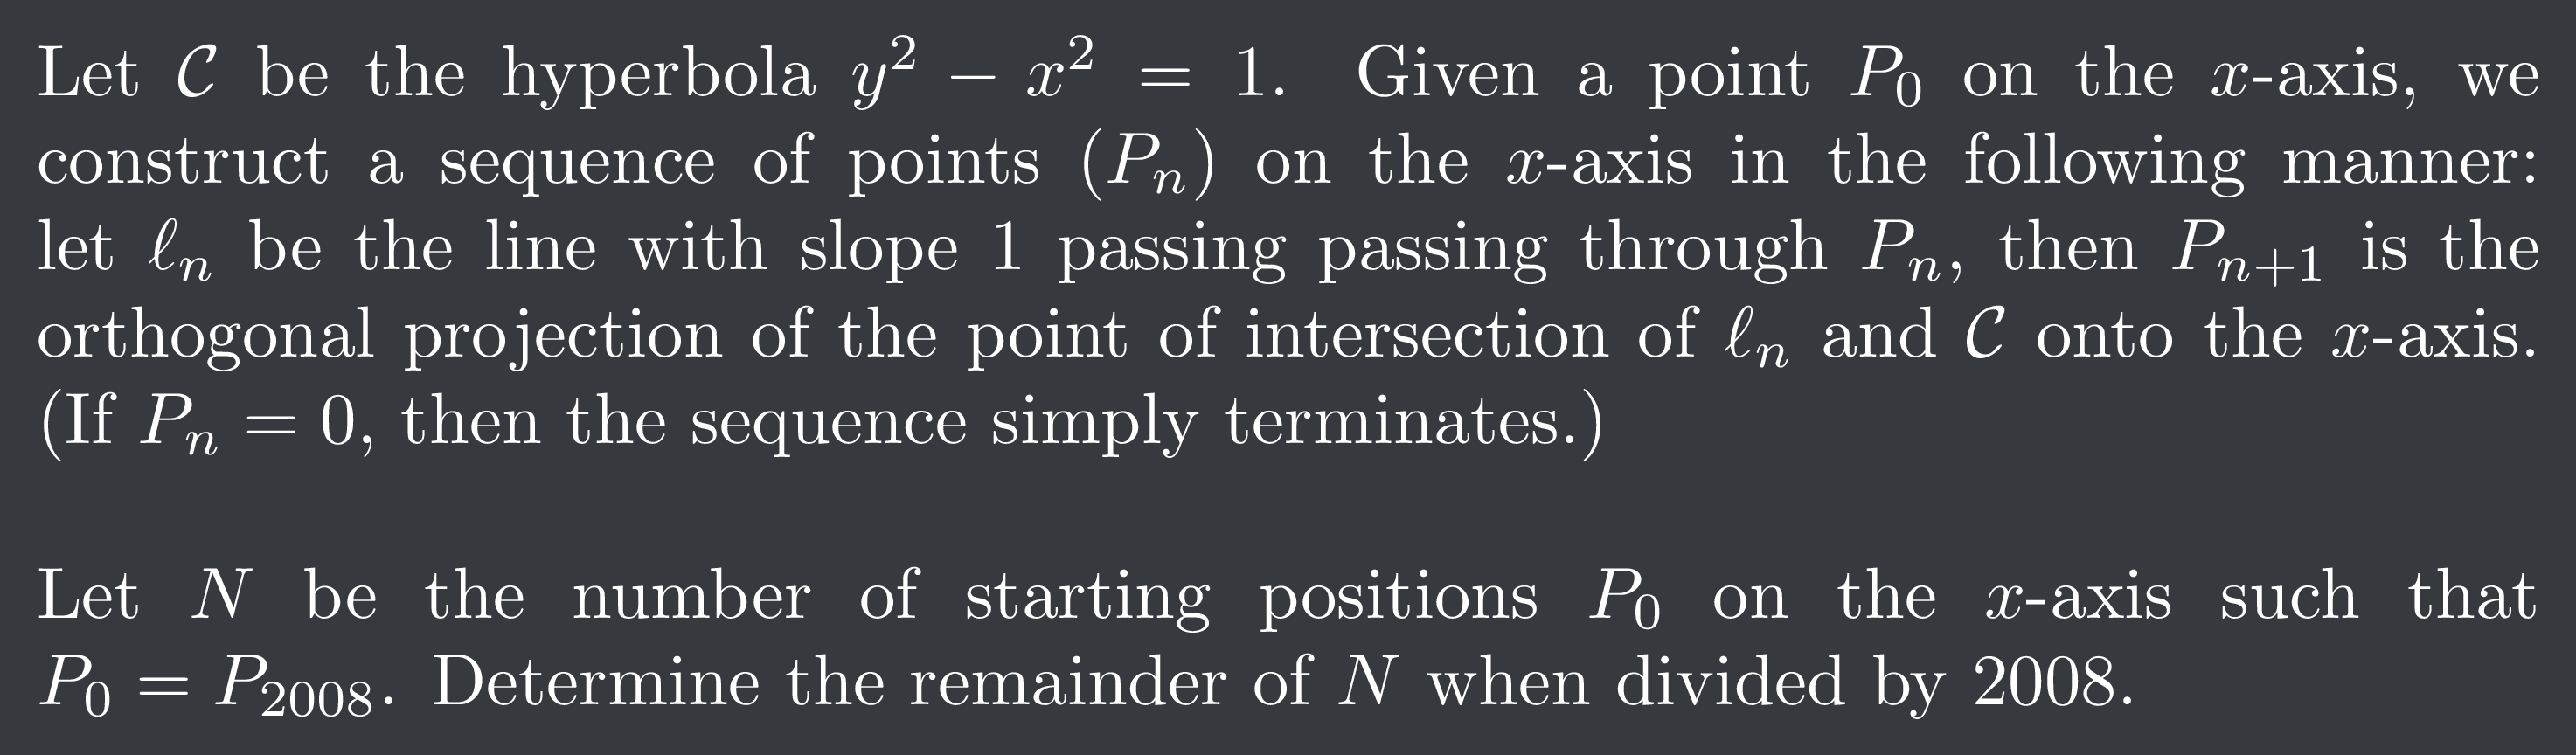 Let 𝒞 be the hyperbola y² − x² = 1. Given a point P₀ on the x-axis, we
construct a sequence of points (Pₙ) on the x-axis in the following manner:
let ℓₙ be the line with slope 1 passing passing through Pₙ, then Pₙ₊₁ is the
orthogonal projection of the point of intersection of ℓₙ and 𝒞 onto the x-axis.
(If Pₙ = 0, then the sequence simply terminates.)
Let N be the number of starting positions P₀ on the x-axis such that
P₀ = P₂₀₀₈. Determine the remainder of N when divided by 2008.